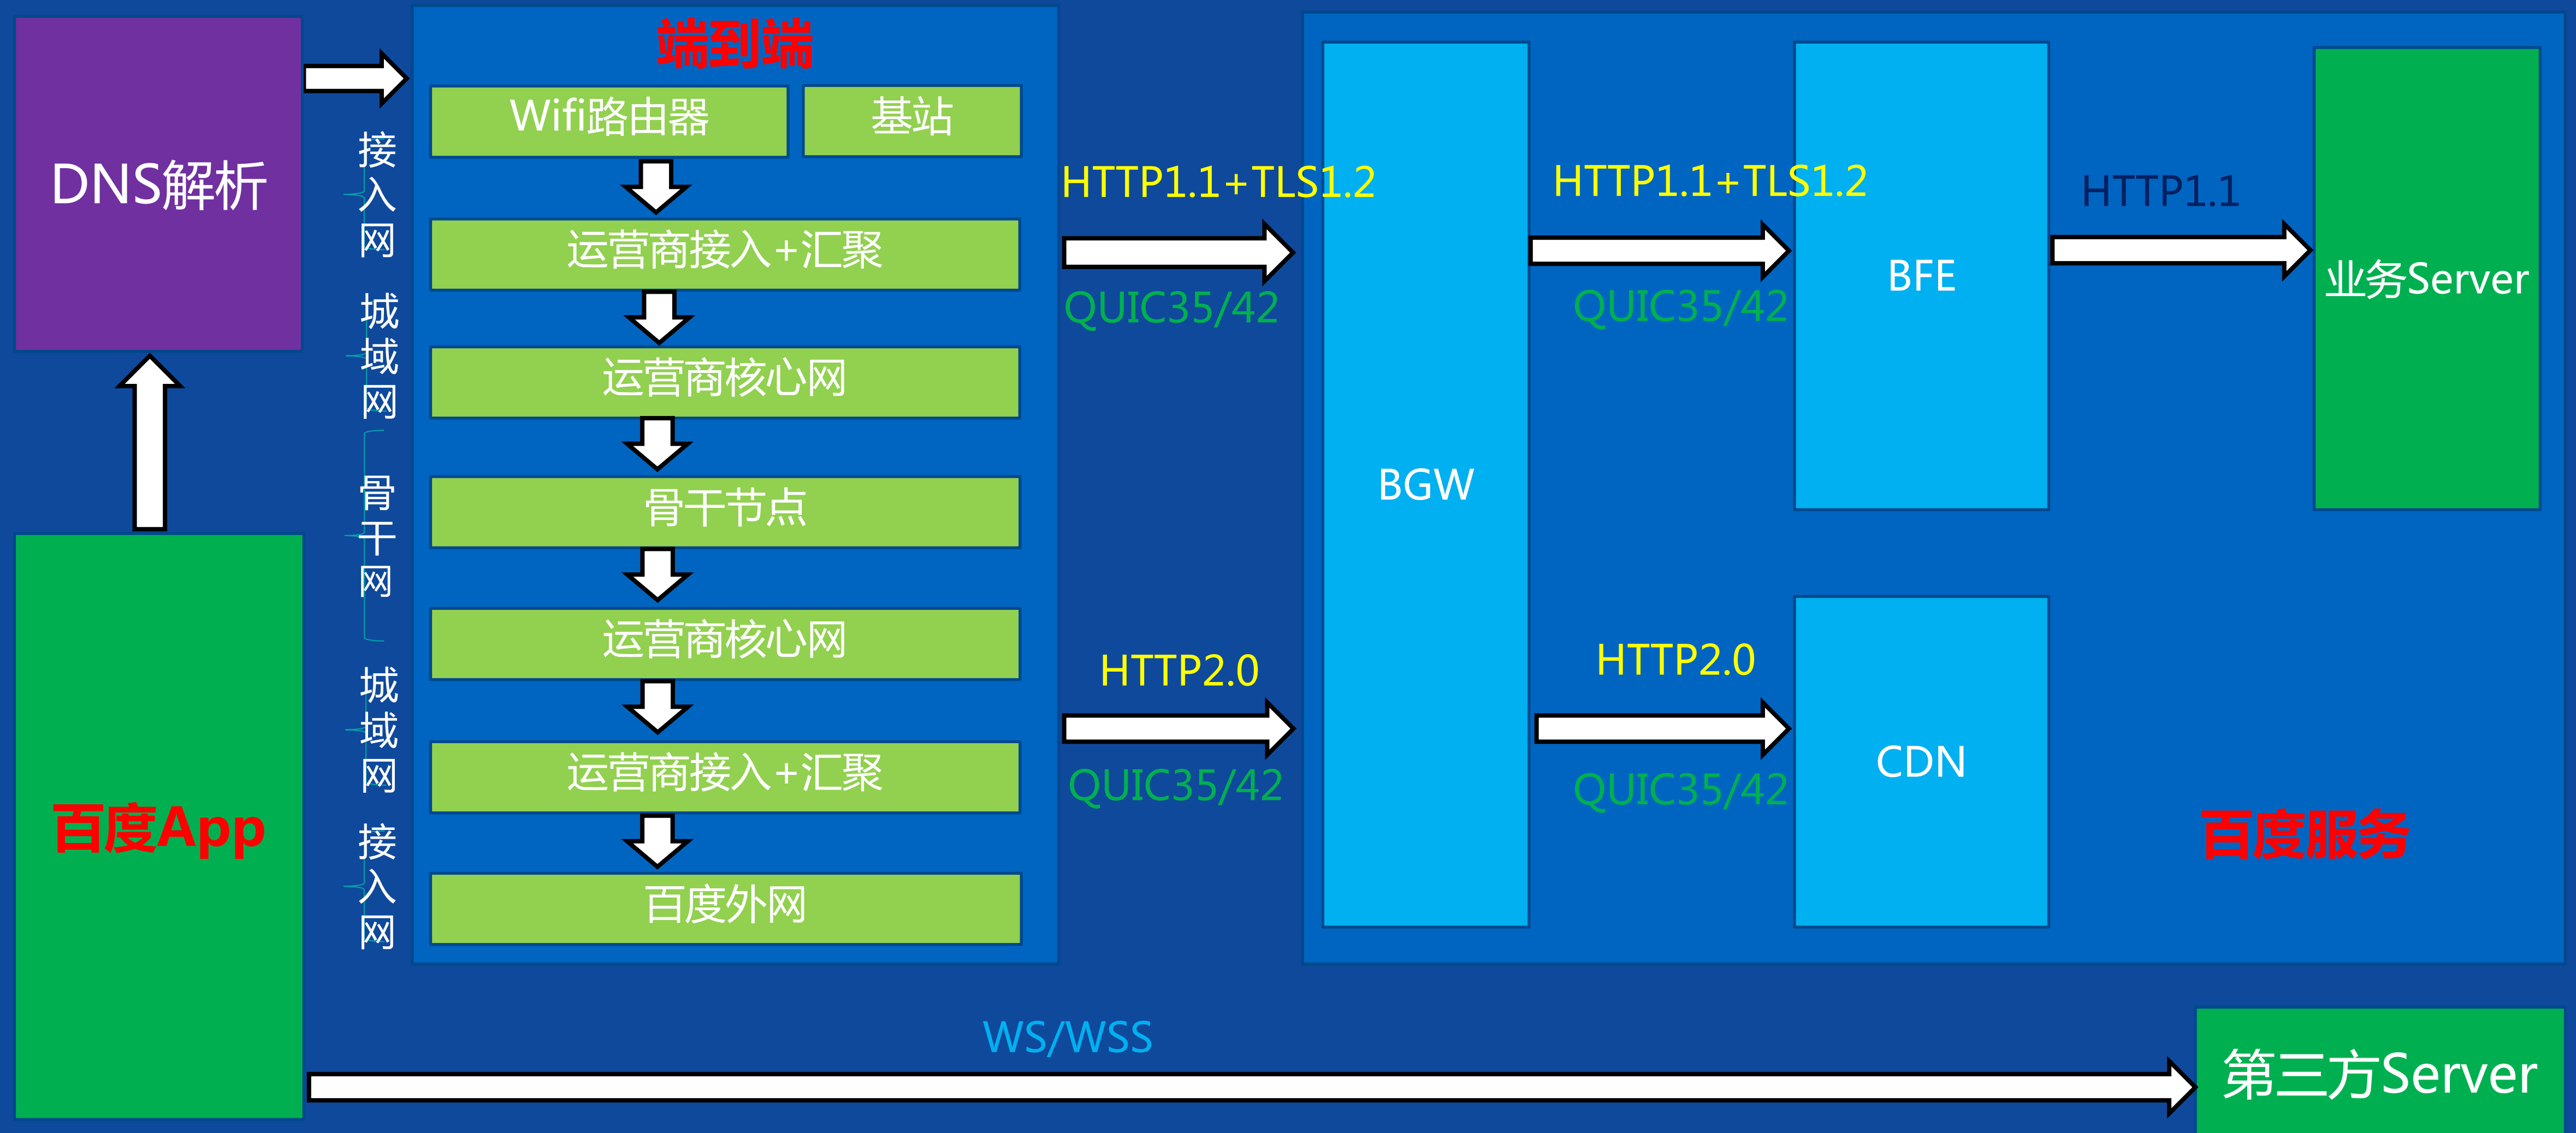 DNS解析
百度App
接入网
城域网
骨干网
城域网
接入网
端到端
Wifi路由器
基站
运营商接入+汇聚
运营商核心网
骨干节点
运营商核心网
运营商接入+汇聚
百度外网
HTTP1.1+TLS1.2
QUIC35/42
HTTP2.0
QUIC35/42
BGW
HTTP1.1+TLS1.2
QUIC35/42
HTTP2.0
QUIC35/42
BFE
CDN
HTTP1.1
业务Server
百度服务
WS/WSS
第三方Server